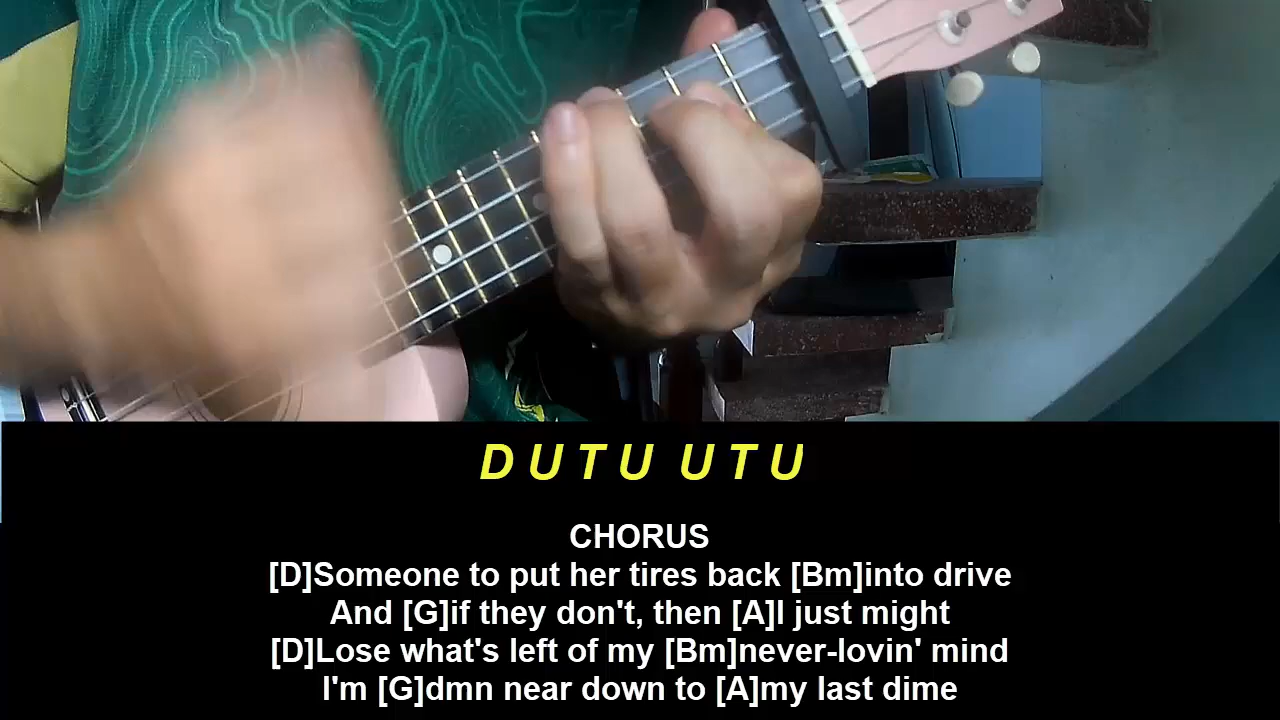 D U T U U T U
CHORUS
[D]Someone to put her tires back [Bm]into drive
And [G]if they don't, then [A]I just might
[D]Lose what's left of my [Bm]never-lovin' mind
I'm [G]dmn near down to [A]my last dime